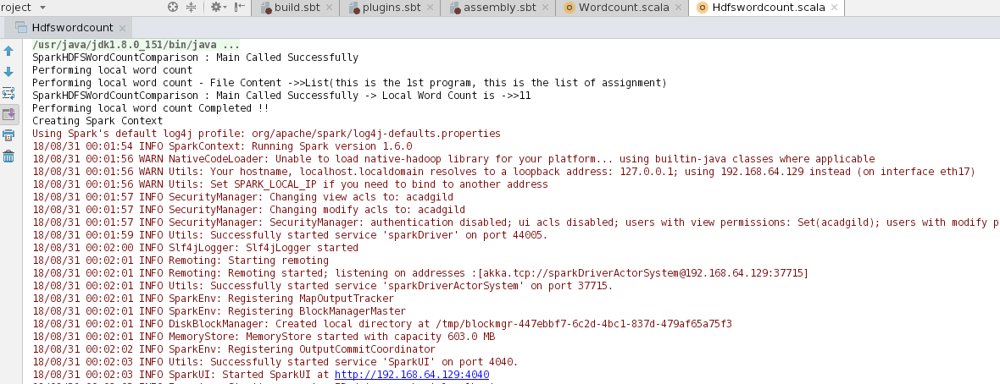 roject
build.sbt
plugins.sbt
assembly.sbt
Wordcount.scala
Hdfswordcount.scala
Hdfswordcount
/usr/java/jdk1.8.0_151/bin/java ...
SparkHDFSWordCountComparison : Main Called Successfully
Performing local word count
Performing local word count - File Content ->>List(this is the 1st program, this is the list of assignment)
SparkHDFSWordCountComparison : Main Called Successfully -> Local Word Count is ->>11
Performing local word count Completed !!
Creating Spark Context
Using Spark's default log4j profile: org/apache/spark/log4j-defaults.properties
18/08/31 00:01:54 INFO SparkContext: Running Spark version 1.6.0
18/08/31 00:01:56 WARN NativeCodeLoader: Unable to load native-hadoop library for your platform... using builtin-java classes where applicable
18/08/31 00:01:56 WARN Utils: Your hostname, localhost.localdomain resolves to a loopback address: 127.0.0.1; using 192.168.64.129 instead (on interface eth17)
18/08/31 00:01:56 WARN Utils: Set SPARK_LOCAL_IP if you need to bind to another address
18/08/31 00:01:57 INFO SecurityManager: Changing view acls to: acadgild
18/08/31 00:01:57 INFO SecurityManager: Changing modify acls to: acadgild
18/08/31 00:01:57 INFO SecurityManager: SecurityManager: authentication disabled; ui acls disabled; users with view permissions: Set(acadgild); users with modify p
18/08/31 00:01:59 INFO Utils: Successfully started service 'sparkDriver' on port 44005.
18/08/31 00:02:00 INFO Slf4jLogger: Slf4jLogger started
18/08/31 00:02:01 INFO Remoting: Starting remoting
18/08/31 00:02:01 INFO Remoting: Remoting started; listening on addresses :[akka.tcp://sparkDriverActorSystem@192.168.64.129:37715]
18/08/31 00:02:01 INFO Utils: Successfully started service 'sparkDriverActorSystem' on port 37715.
18/08/31 00:02:01 INFO SparkEnv: Registering MapOutputTracker
18/08/31 00:02:01 INFO SparkEnv: Registering BlockManagerMaster
18/08/31 00:02:01 INFO DiskBlockManager: Created local directory at /tmp/blockmgr-447ebbf7-6c2d-4bc1-837d-479af65a75f3
18/08/31 00:02:01 INFO MemoryStore: MemoryStore started with capacity 603.0 MB
18/08/31 00:02:02 INFO SparkEnv: Registering OutputCommitCoordinator
18/08/31 00:02:03 INFO Utils: Successfully started service 'SparkUI' on port 4040.
18/08/31 00:02:03 INFO SparkUI: Started SparkUI at http://192.168.64.129:4040